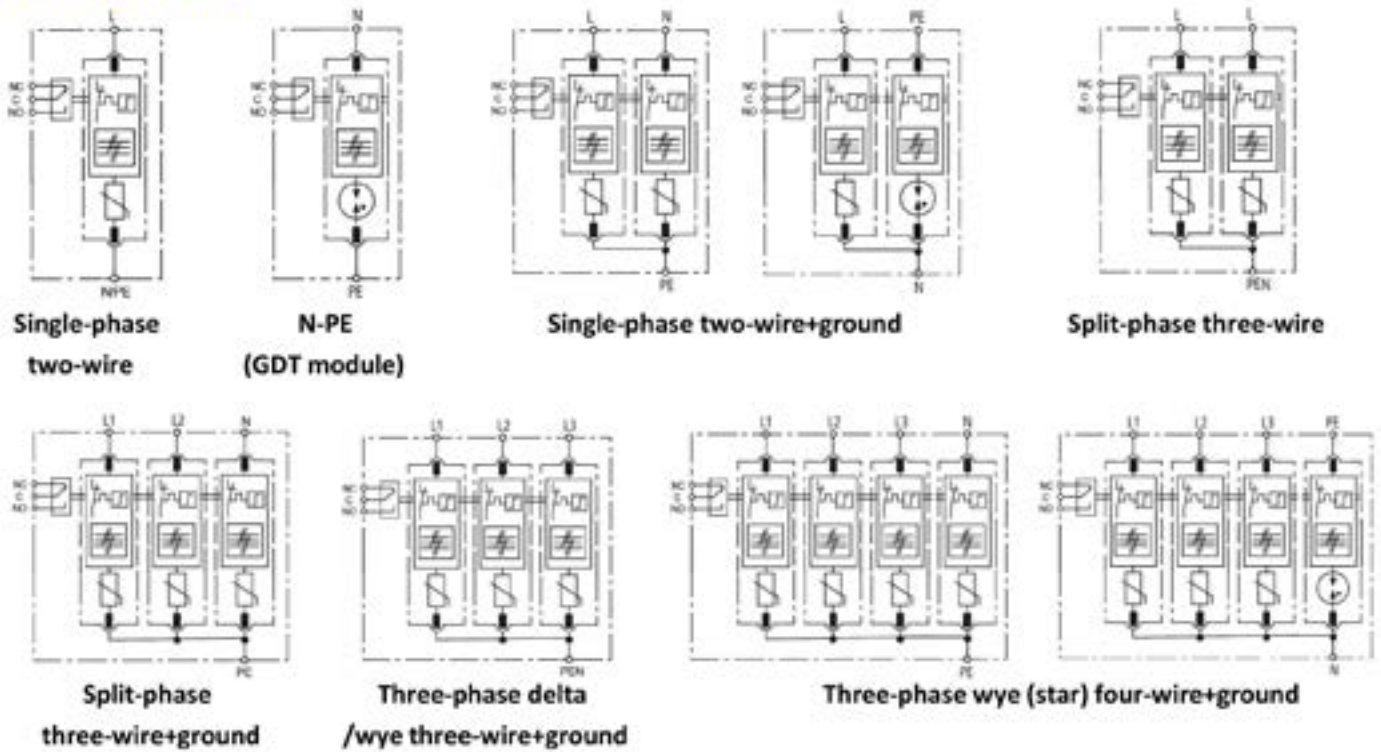 L
N
L
N
L
PE
L
L
N/PE
PE
PE
N
PEN
Single-phase
two-wire
N-PE
(GDT module)
Single-phase two-wire+ground
Split-phase three-wire
L1
L2
N
L1
L2
L3
L1
L2
L3
N
L1
L2
L3
PE
PE
PEN
PE
N
Split-phase
three-wire+ground
Three-phase delta
/wye three-wire+ground
Three-phase wye (star) four-wire+ground